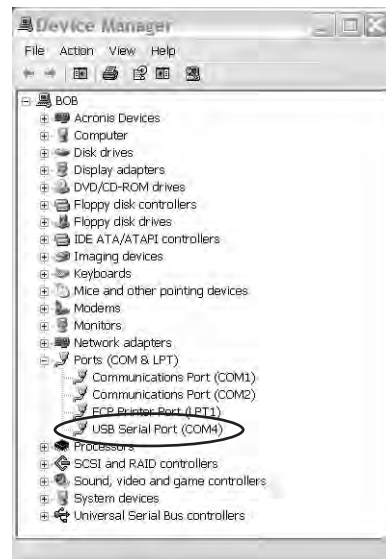 Device Manager
File Action View Help
BOB
Acronis Devices
Computer
Disk drives
Display adapters
DVD/CD-ROM drives
Floppy disk controllers
Floppy disk drives
IDE ATA/ATAPI controllers
Imaging devices
Keyboards
Mice and other pointing devices
Modems
Monitors
Network adapters
Ports (COM & LPT)
Communications Port (COM1)
Communications Port (COM2)
ECP Printer Port (LPT1)
USB Serial Port (COM4)
Processors
SCSI and RAID controllers
Sound, video and game controllers
System devices
Universal Serial Bus controllers